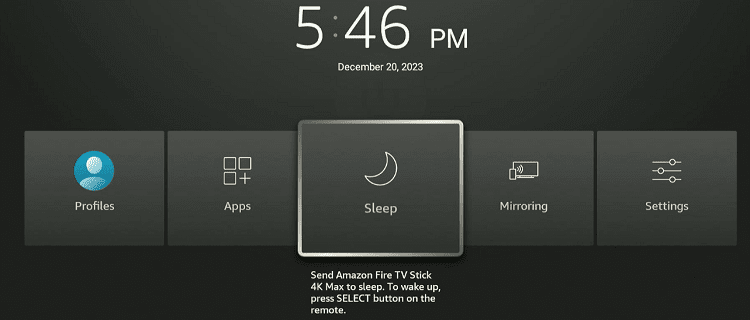 5:46 PM
December 20, 2023
Profiles
Apps
Sleep
Mirroring
Settings
Send Amazon Fire TV Stick
4K Max to sleep. To wake up,
press SELECT button on the
remote.